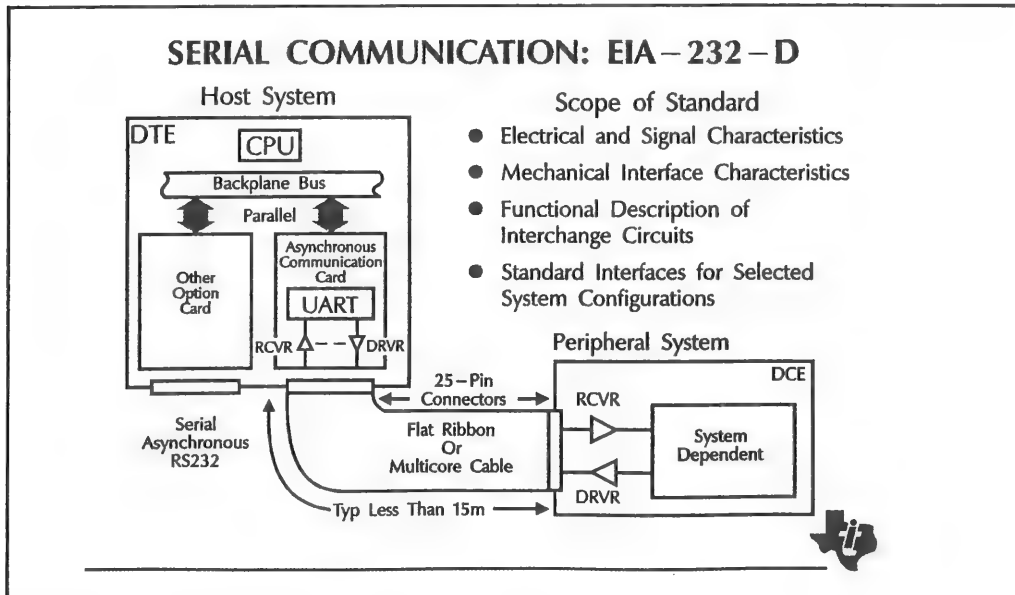 SERIAL COMMUNICATION: EIA–232–D
Host System
DTE
CPU
Backplane Bus
Parallel
Other
Option
Card
Asynchronous
Communication
Card
UART
RCVR
DRVR
Serial
Asynchronous
RS232
Scope of Standard
● Electrical and Signal Characteristics
● Mechanical Interface Characteristics
● Functional Description of
Interchange Circuits
● Standard Interfaces for Selected
System Configurations
25–Pin
Connectors
Flat Ribbon
Or
Multicore Cable
Typ Less Than 15m
Peripheral System
DCE
RCVR
DRVR
System
Dependent
i